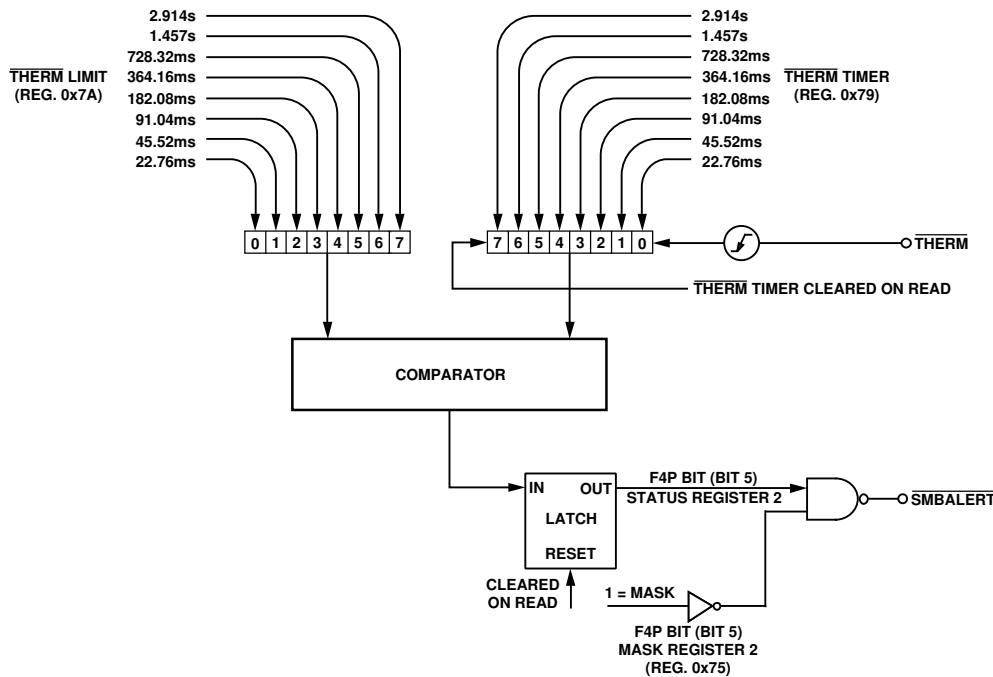 2.914s
1.457s
728.32ms
364.16ms
182.08ms
91.04ms
45.52ms
22.76ms
THERM LIMIT
(REG. 0x7A)
2.914s
1.457s
728.32ms
364.16ms
182.08ms
91.04ms
45.52ms
22.76ms
THERM TIMER
(REG. 0x79)
0 1 2 3 4 5 6 7
7 6 5 4 3 2 1 0
THERM
THERM TIMER CLEARED ON READ
COMPARATOR
IN OUT
LATCH
RESET
F4P BIT (BIT 5)
STATUS REGISTER 2
SMBALERT
CLEARED
ON READ
1 = MASK
F4P BIT (BIT 5)
MASK REGISTER 2
(REG. 0x75)